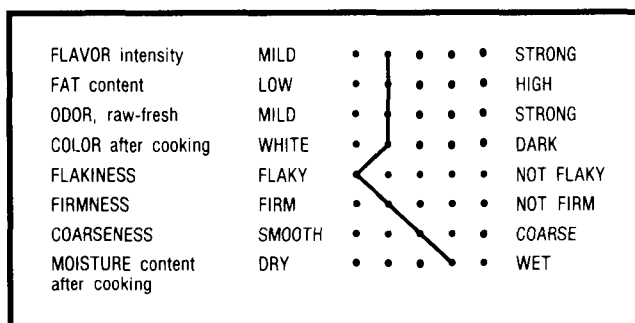 FLAVOR intensity MILD STRONG
FAT content LOW HIGH
ODOR, raw-fresh MILD STRONG
COLOR after cooking WHITE DARK
FLAKINESS FLAKY NOT FLAKY
FIRMNESS FIRM NOT FIRM
COARSENESS SMOOTH COARSE
MOISTURE content DRY WET
after cooking